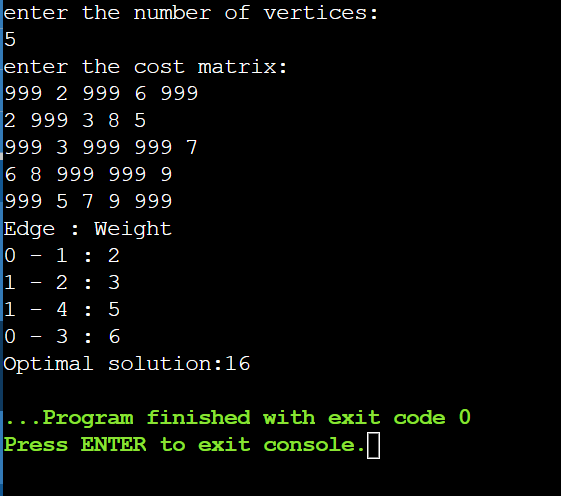 enter the number of vertices:
5
enter the cost matrix:
999 2 999 6 999
2 999 3 8 5
999 3 999 999 7
6 8 999 999 9
999 5 7 9 999
Edge : Weight
0 - 1 : 2
1 - 2 : 3
1 - 4 : 5
0 - 3 : 6
Optimal solution:16
...Program finished with exit code 0
Press ENTER to exit console.